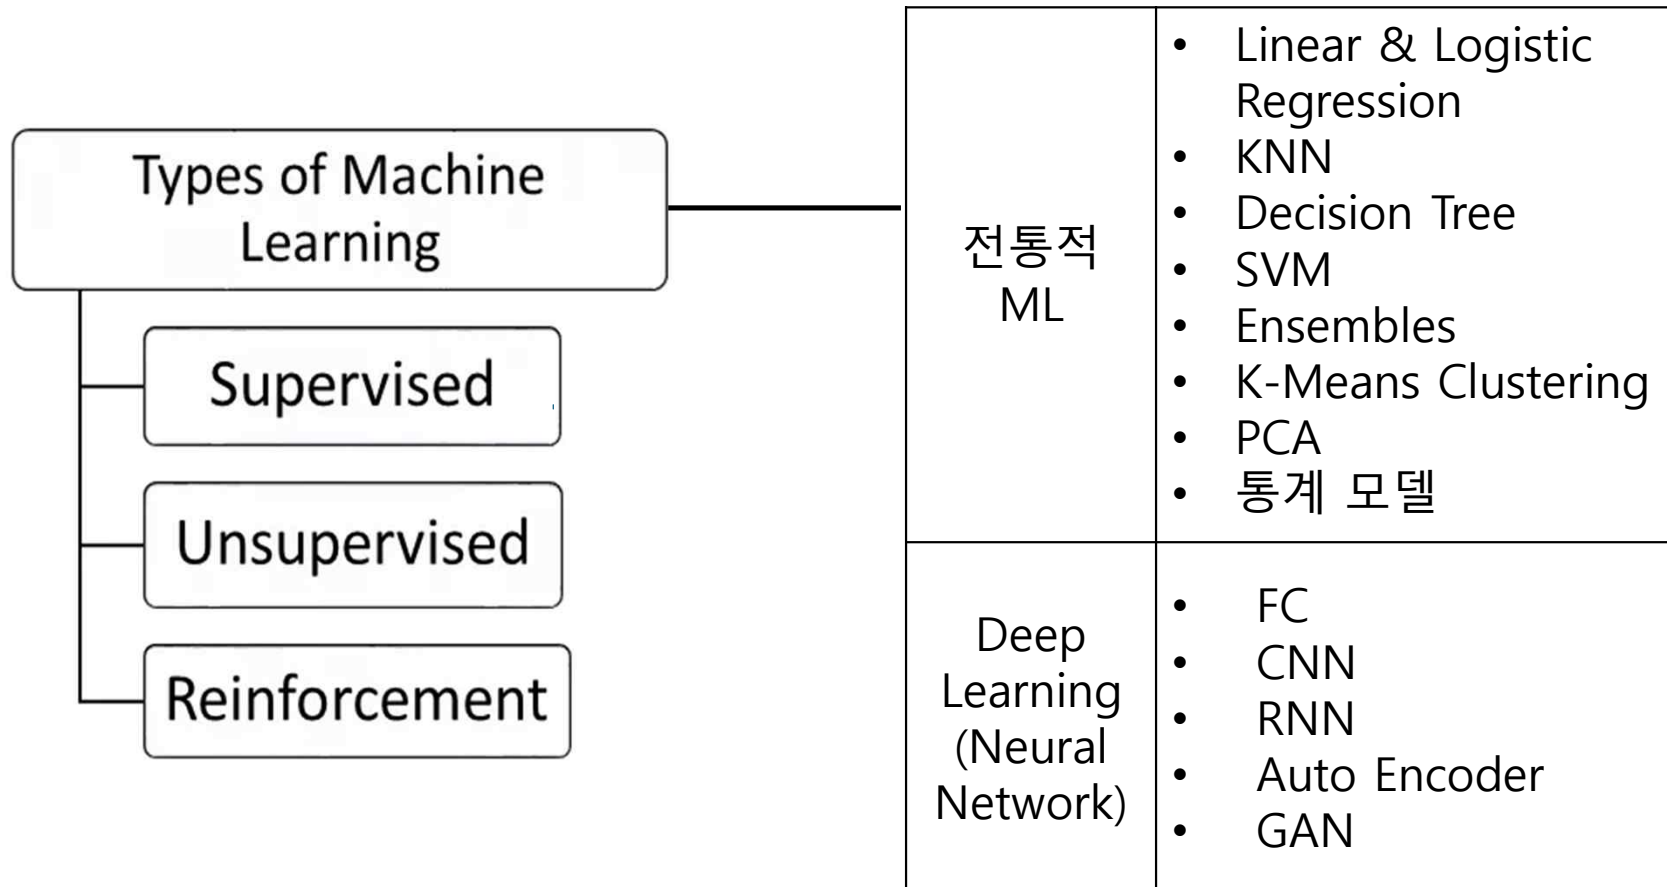 Types of Machine
Learning
Supervised
Unsupervised
Reinforcement
전통적
ML
• Linear & Logistic
Regression
• KNN
• Decision Tree
• SVM
• Ensembles
• K-Means Clustering
• PCA
• 통계 모델
Deep
Learning
(Neural
Network)
• FC
• CNN
• RNN
• Auto Encoder
• GAN